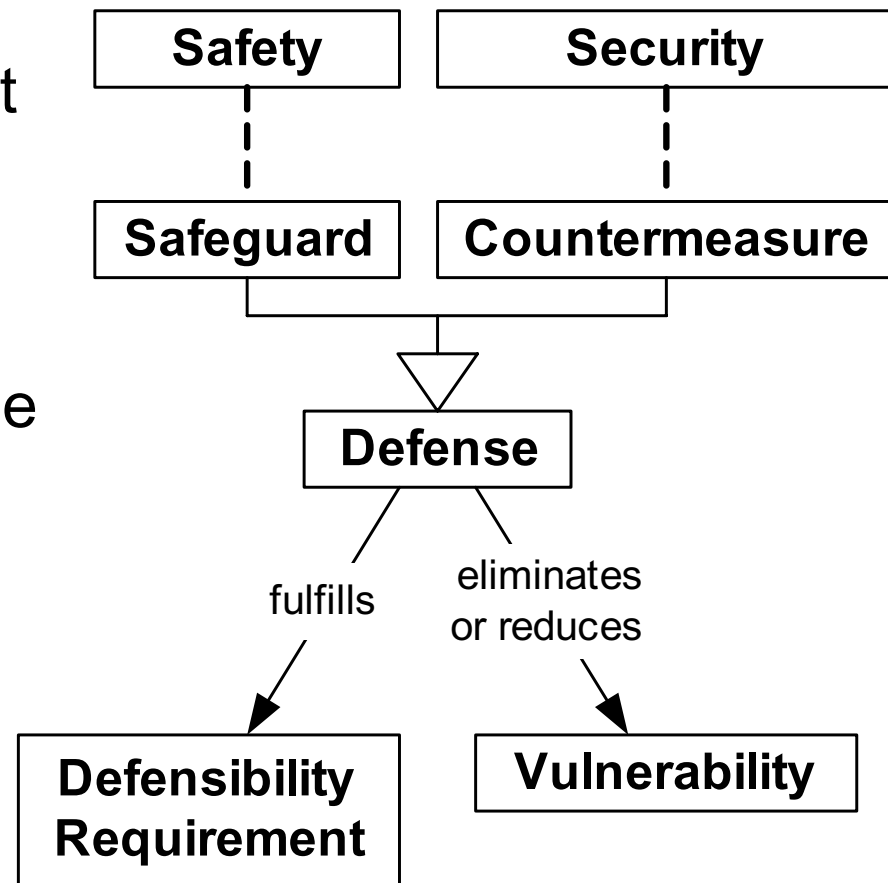 Safety
Security
t
Safeguard
Countermeasure
e
Defense
fulfills
eliminates
or reduces
Defensibility
Requirement
Vulnerability